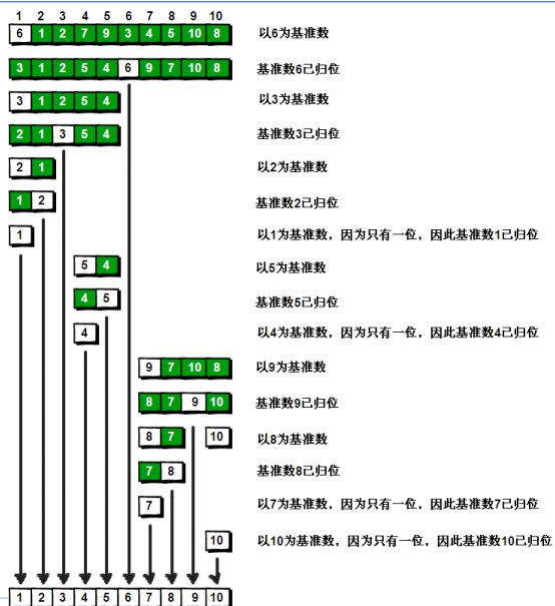 1 2 3 4 5 6 7 8 9 10
6 1 2 7 9 3 4 5 10 8 以6为基准数
3 1 2 5 4 6 9 7 10 8 基准数6已归位
3 1 2 5 4 以3为基准数
2 1 3 5 4 基准数3已归位
2 1 以2为基准数
1 2 基准数2已归位
1 以1为基准数，因为只有一位，因此基准数1已归位
5 4 以5为基准数
4 5 基准数5已归位
4 以4为基准数，因为只有一位，因此基准数4已归位
9 7 10 8 以9为基准数
8 7 9 10 基准数9已归位
8 7 10 以8为基准数
7 8 基准数8已归位
7 以7为基准数，因为只有一位，因此基准数7已归位
10 以10为基准数，因为只有一位，因此基准数10已归位
1 2 3 4 5 6 7 8 9 10